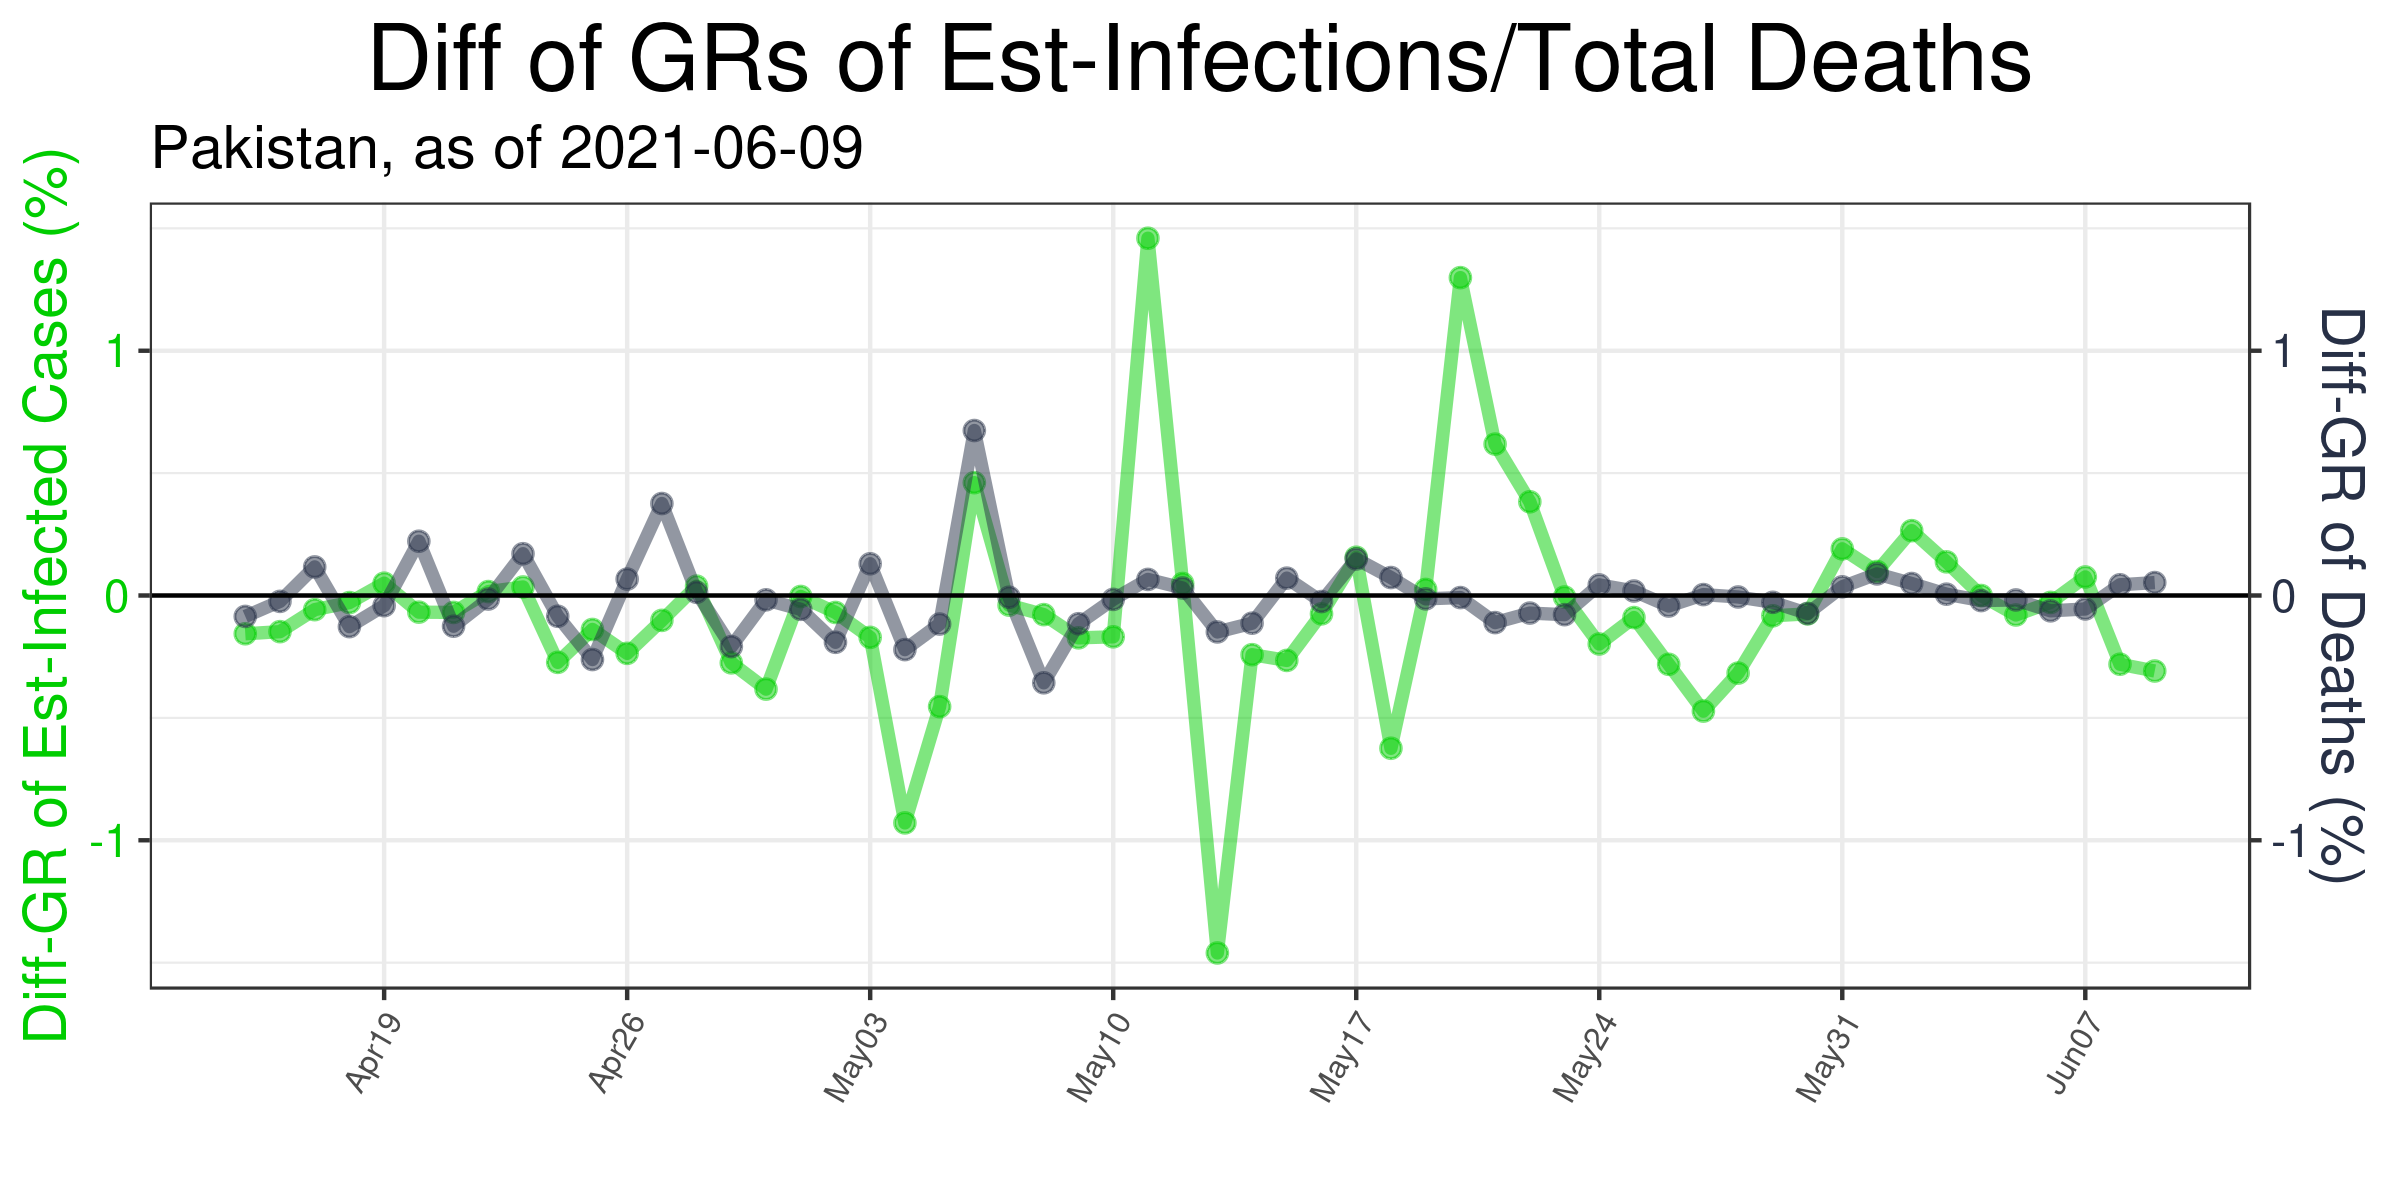 Diff of GRs of Est-Infections/Total Deaths
Pakistan, as of 2021-06-09
Diff-GR of Est-Infected Cases (%)
1
0
-1
1
0
-1
Diff-GR of Deaths (%)
Apr19
Apr26
May03
May10
May17
May24
May31
Jun07